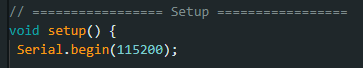 // ================= Setup =================
void setup() {
 Serial.begin(115200);